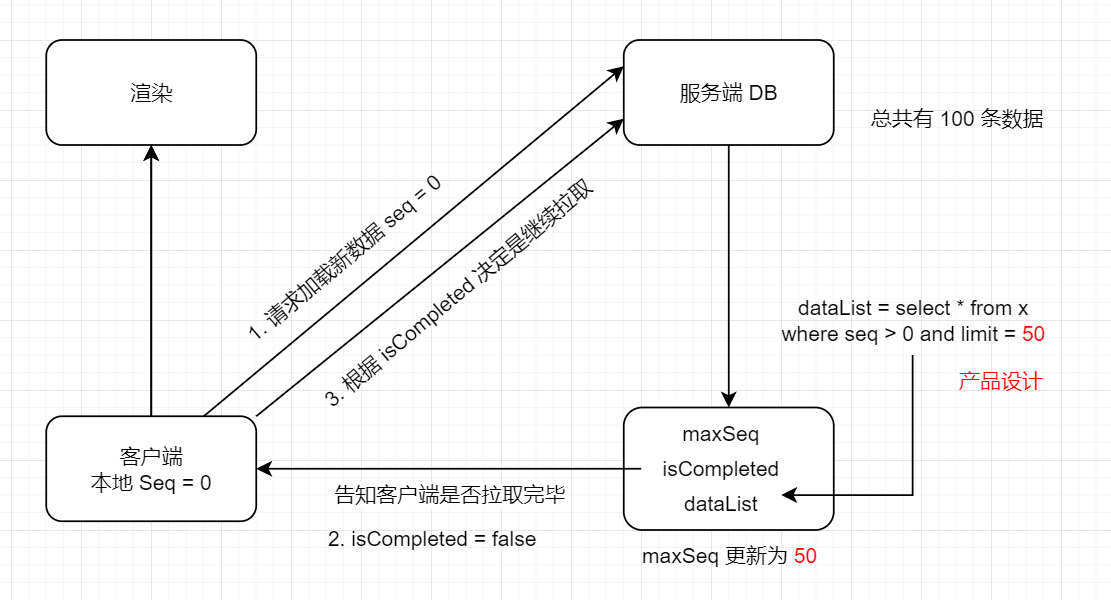 渲染
服务端 DB
总共有 100 条数据
1. 请求加载新数据 seq = 0
3. 根据 isCompleted 决定是继续拉取
dataList = select * from x
where seq > 0 and limit = 50
产品设计
客户端
本地 Seq = 0
maxSeq
isCompleted
dataList
告知客户端是否拉取完毕
2. isCompleted = false
maxSeq 更新为 50